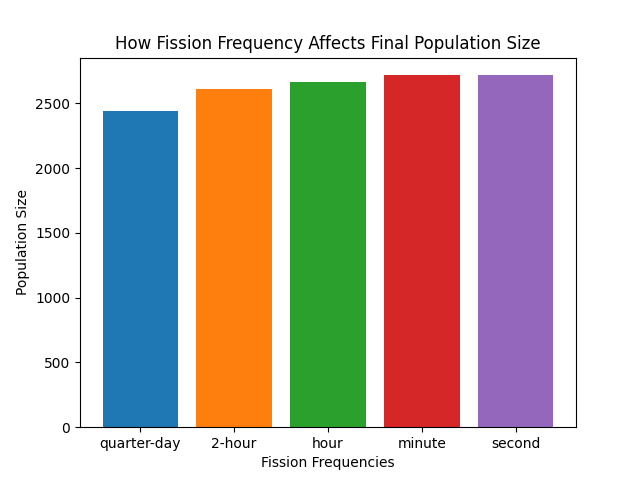 How Fission Frequency Affects Final Population Size
Population Size
2500
2000
1500
1000
500
0
quarter-day
2-hour
hour
minute
second
Fission Frequencies